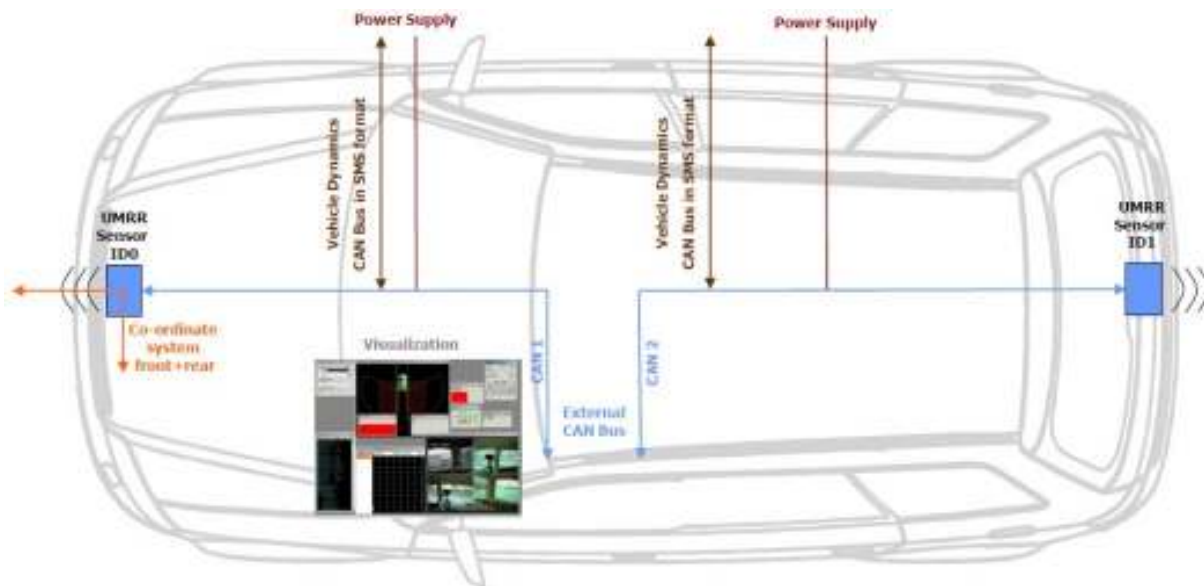 Power Supply
Power Supply
Vehicle Dynamics
CAN Bus in SMS format
Vehicle Dynamics
CAN Bus in SMS format
UMRR
Sensor
ID0
UMRR
Sensor
ID1
Co-ordinate
system
front+rear
Visualization
CAN 1
CAN 2
External
CAN Bus